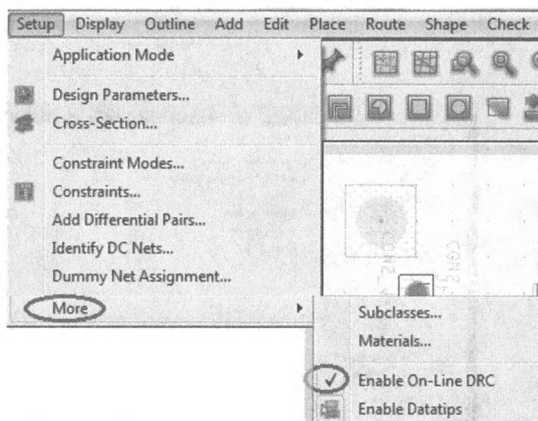 Setup Display Outline Add Edit Place Route Shape Check
Application Mode
Design Parameters...
Cross-Section...
Constraint Modes...
Constraints...
Add Differential Pairs...
Identify DC Nets...
Dummy Net Assignment...
More
Subclasses...
Materials...
Enable On-Line DRC
Enable Datatips